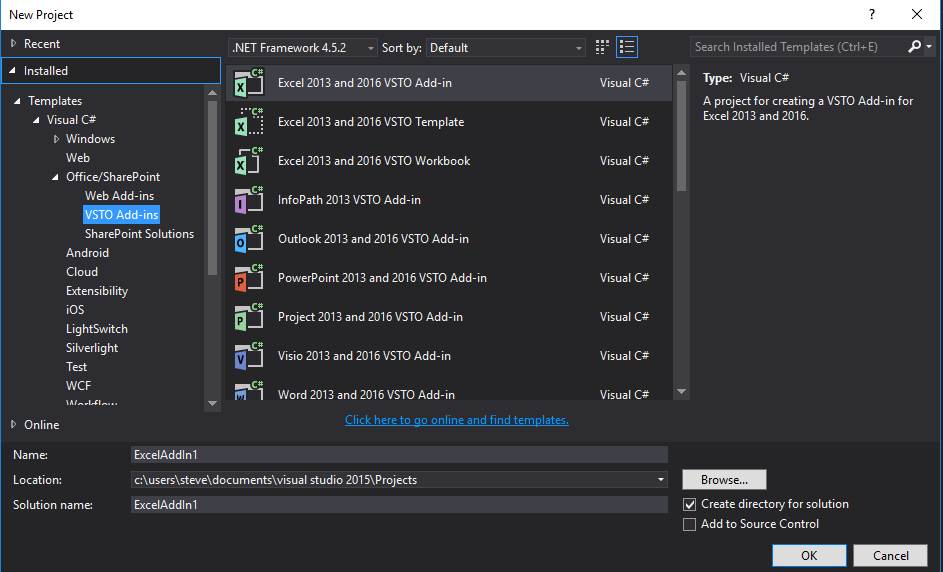 New Project
?
Recent
Installed
Templates
Visual C#
Windows
Web
Office/SharePoint
Web Add-ins
VSTO Add-ins
SharePoint Solutions
Android
Cloud
Extensibility
iOS
LightSwitch
Silverlight
Test
WCF
Workflow
Online
.NET Framework 4.5.2
Sort by: Default
Search Installed Templates (Ctrl+E)
Excel 2013 and 2016 VSTO Add-in Visual C#
Excel 2013 and 2016 VSTO Template Visual C#
Excel 2013 and 2016 VSTO Workbook Visual C#
InfoPath 2013 VSTO Add-in Visual C#
Outlook 2013 and 2016 VSTO Add-in Visual C#
PowerPoint 2013 and 2016 VSTO Add-in Visual C#
Project 2013 and 2016 VSTO Add-in Visual C#
Visio 2013 and 2016 VSTO Add-in Visual C#
Word 2013 and 2016 VSTO Add-in Visual C#
Click here to go online and find templates.
Type: Visual C#
A project for creating a VSTO Add-in for
Excel 2013 and 2016.
Name: ExcelAddIn1
Location: c:\users\steve\documents\visual studio 2015\Projects
Browse...
Solution name: ExcelAddIn1
Create directory for solution
Add to Source Control
OK
Cancel